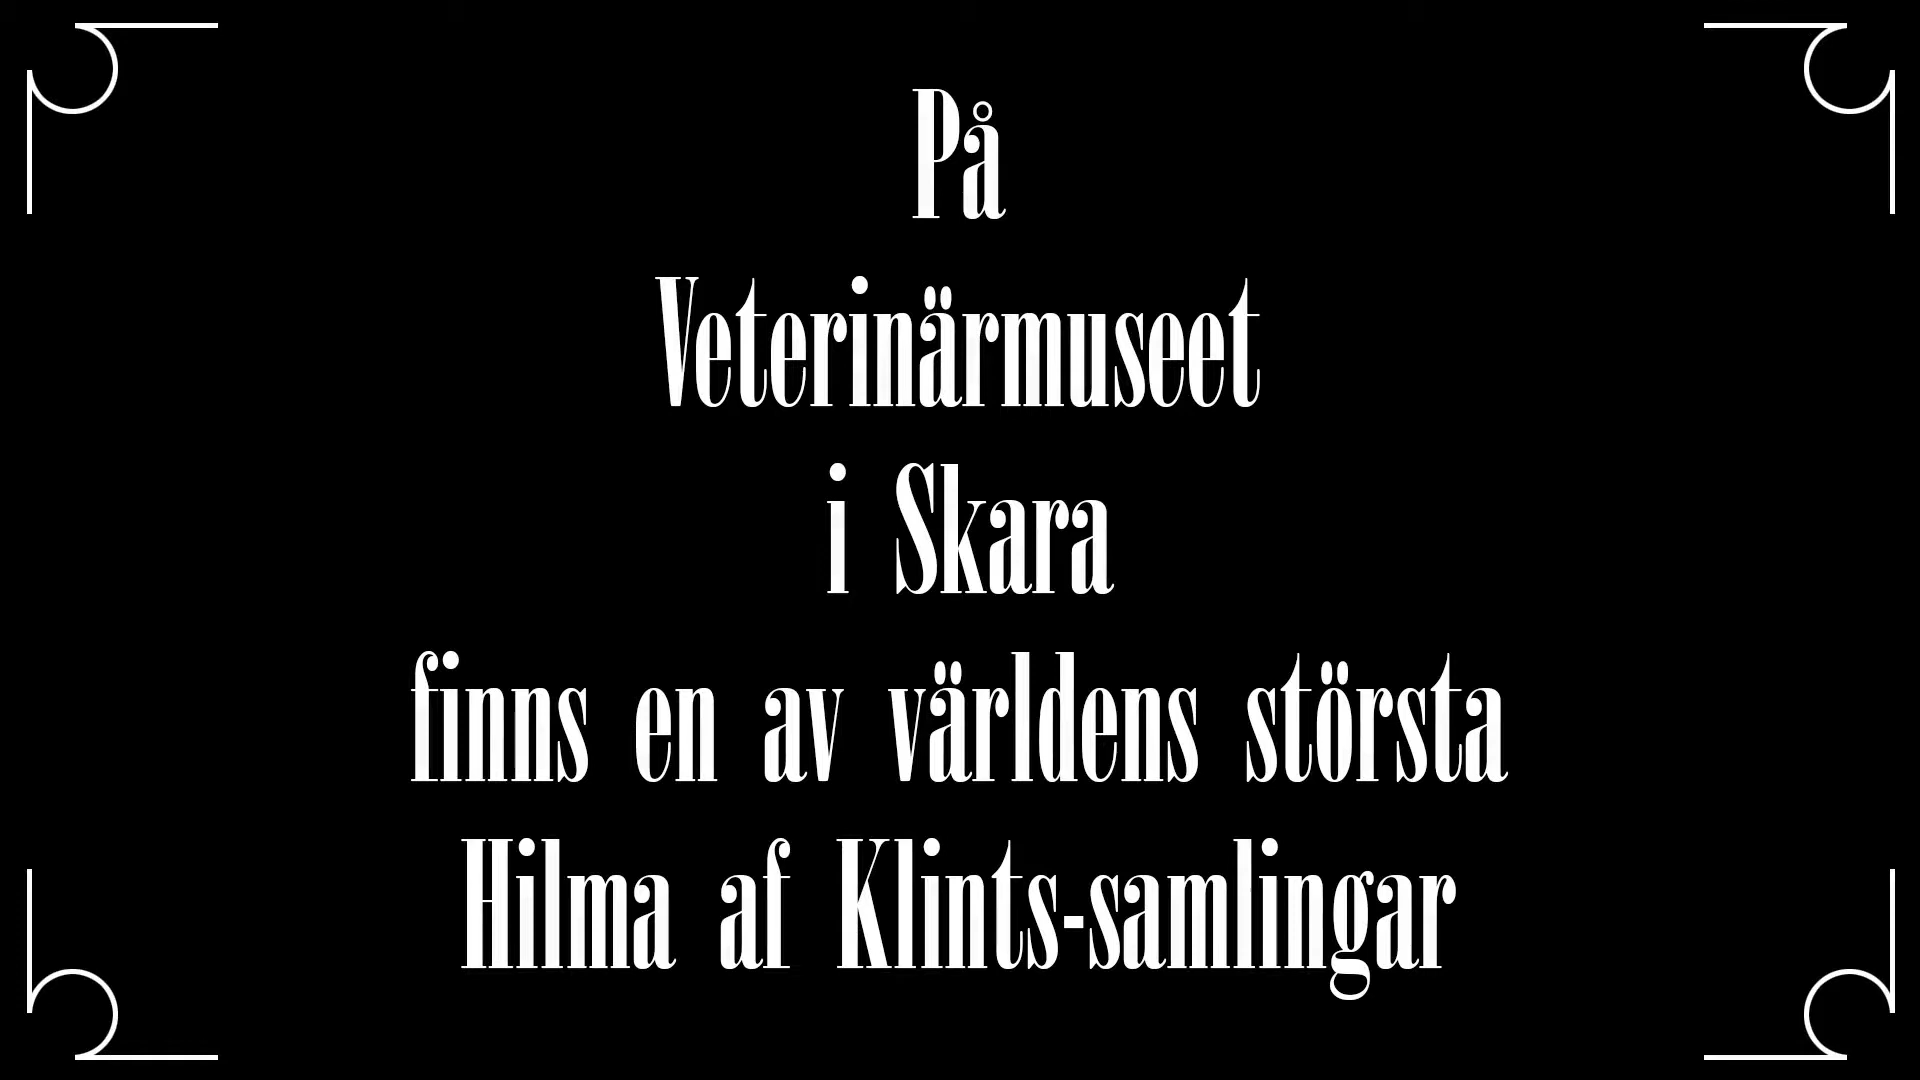 På
Veterinärmuseet
i Skara
finns en av världens största
Hilma af Klints-samlingar